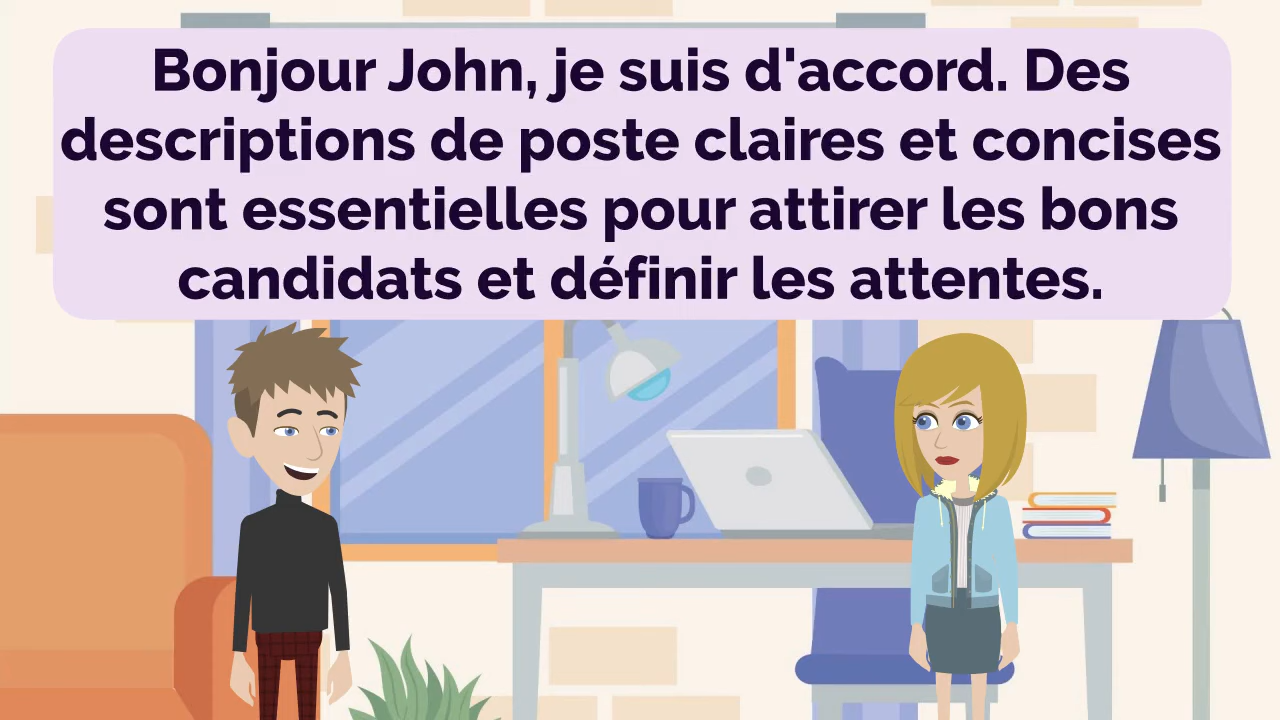 Bonjour John, je suis d'accord. Des
descriptions de poste claires et concises
sont essentielles pour attirer les bons
candidats et définir les attentes.